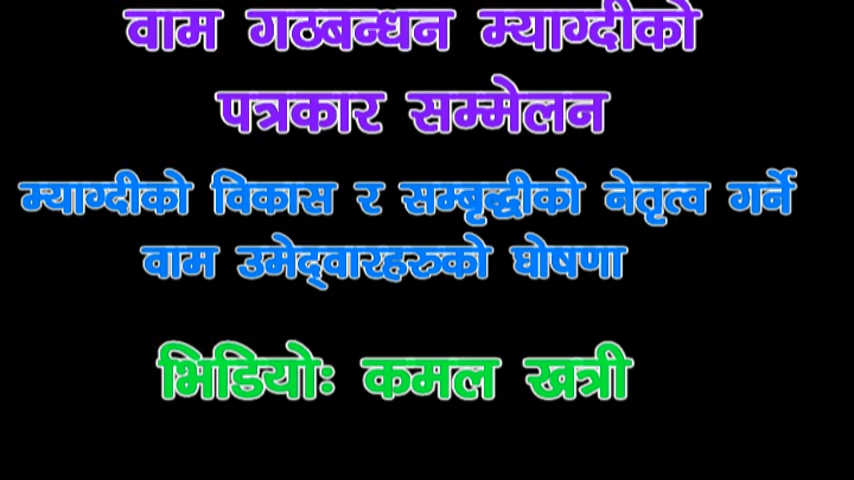 वाम गठबन्धन म्याग्दीको
पत्रकार सम्मेलन
म्याग्दीको विकास र सम्बृद्धीको नेतृत्व गर्ने
वाम उमेद्वारहरुको घोषणा
भिडियोः कमल खत्री